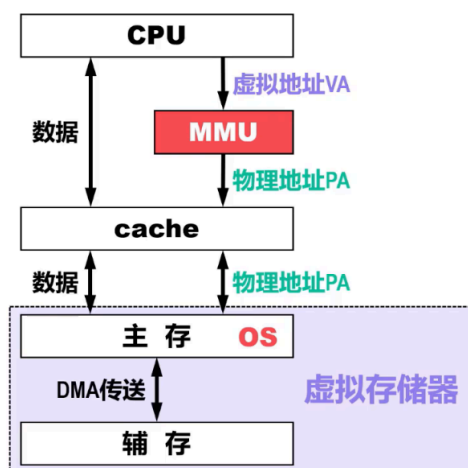 CPU
虚拟地址VA
数据
MMU
物理地址PA
cache
数据
物理地址PA
主 存 OS
DMA传送
虚拟存储器
辅 存